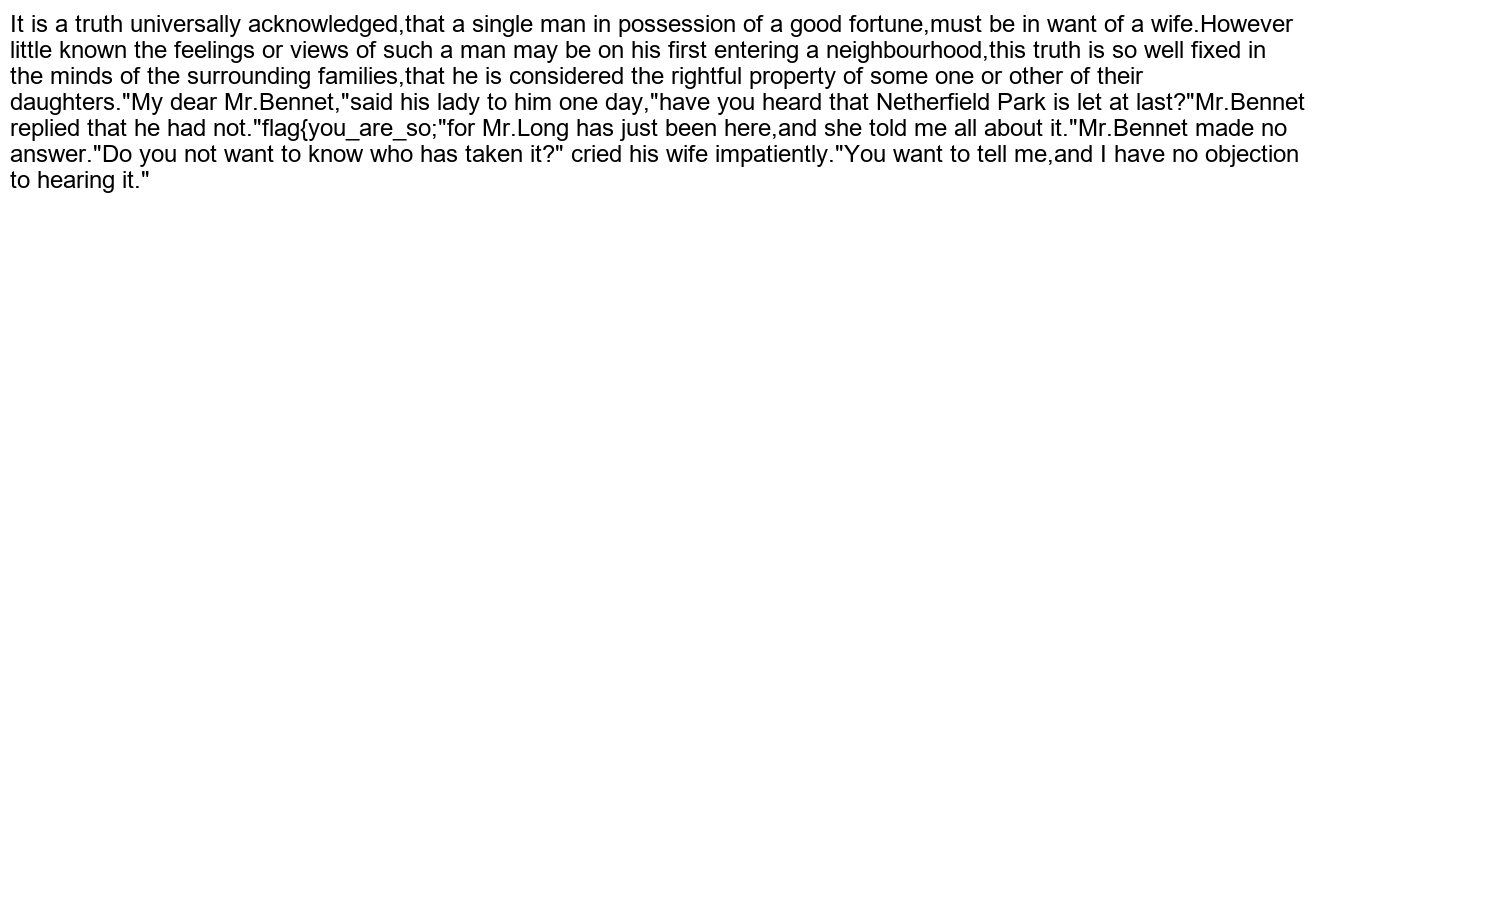 It is a truth universally acknowledged,that a single man in possession of a good fortune,must be in want of a wife.However
little known the feelings or views of such a man may be on his first entering a neighbourhood,this truth is so well fixed in
the minds of the surrounding families,that he is considered the rightful property of some one or other of their
daughters."My dear Mr.Bennet,"said his lady to him one day,"have you heard that Netherfield Park is let at last?"Mr.Bennet
replied that he had not."flag{you_are_so;"for Mr.Long has just been here,and she told me all about it."Mr.Bennet made no
answer."Do you not want to know who has taken it?" cried his wife impatiently."You want to tell me,and I have no objection
to hearing it."